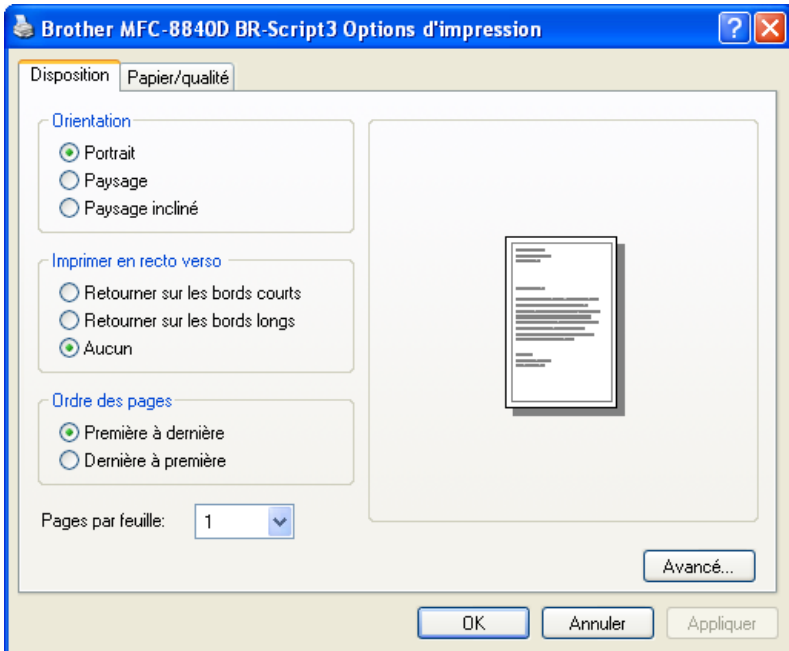 Brother MFC-8840D BR-Script3 Options d'impression
Disposition
Papier/qualité
Orientation
Portrait
Paysage
Paysage incliné
Imprimer en recto verso
Retourner sur les bords courts
Retourner sur les bords longs
Aucun
Ordre des pages
Première à dernière
Dernière à première
Pages par feuille: 1
Avancé...
OK Annuler Appliquer